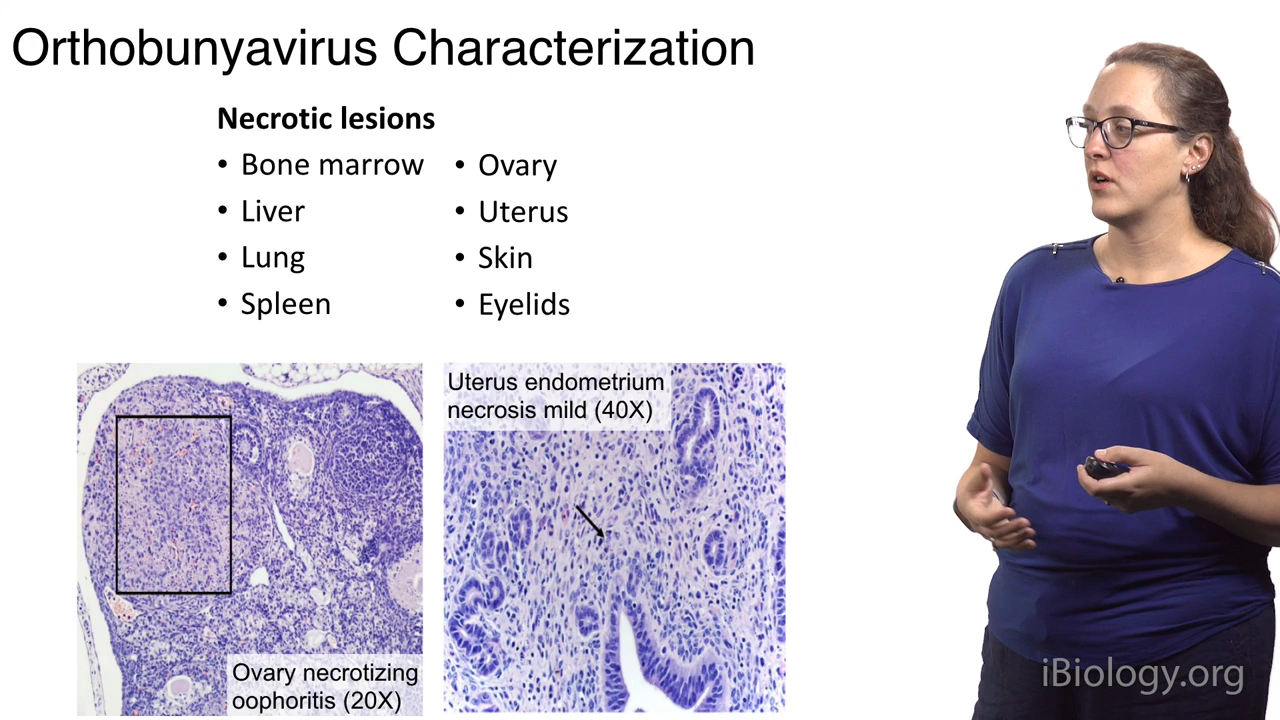 Orthobunyavirus Characterization
Necrotic lesions
• Bone marrow
• Liver
• Lung
• Spleen
• Ovary
• Uterus
• Skin
• Eyelids
Uterus endometrium
necrosis mild (40X)
Ovary necrotizing
oophoritis (20X)
iBiology.org